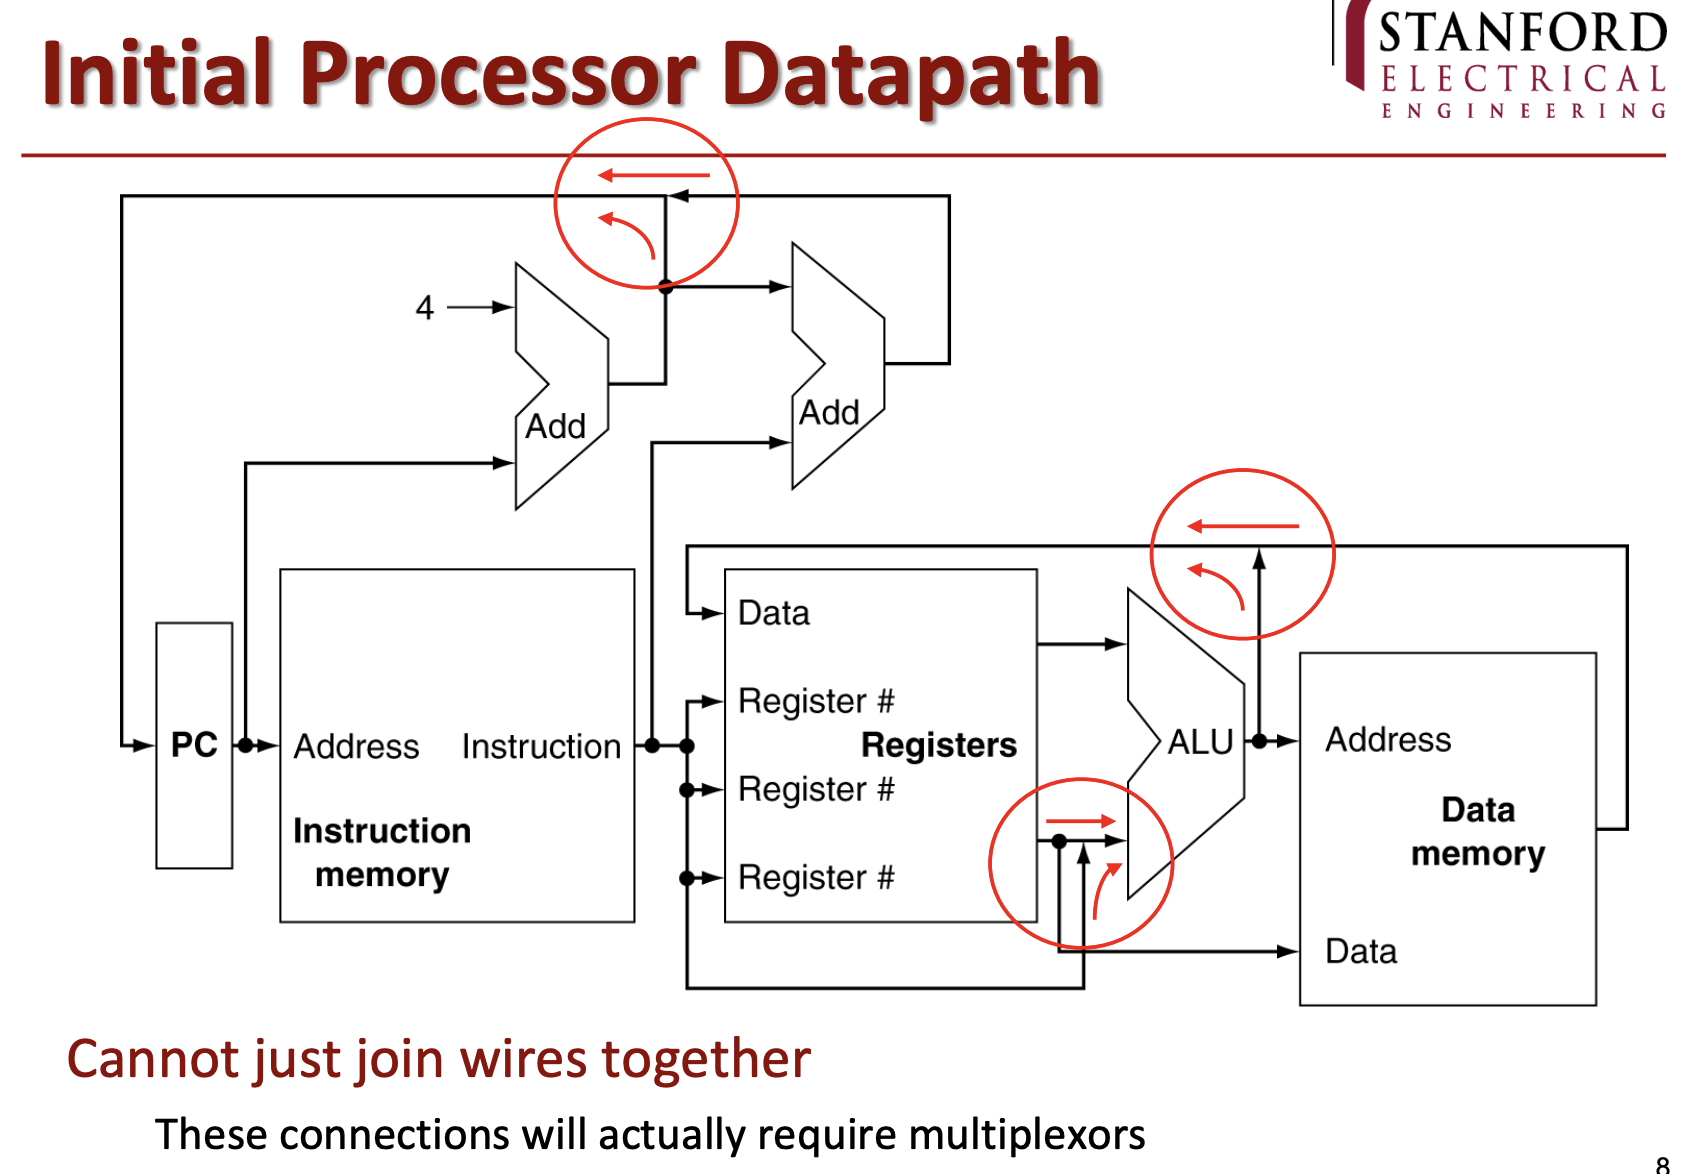 Initial Processor Datapath
STANFORD
ELECTRICAL
ENGINEERING
4
Add
Add
Data
Register #
PC
Address
Instruction
Registers
ALU
Address
Register #
Instruction
memory
Data
memory
Register #
Data
Cannot just join wires together
These connections will actually require multiplexors
8